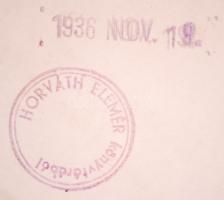 1936 NOV. 19.
HORVÁTH ELEMÉR könyvtárából